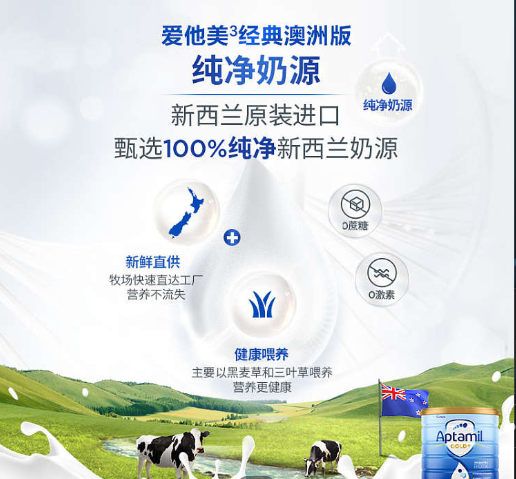 爱他美³经典澳洲版
纯净奶源
纯净奶源
新西兰原装进口
甄选100%纯净新西兰奶源
0蔗糖
新鲜直供
牧场快速直达工厂
营养不流失
0激素
健康喂养
主要以黑麦草和三叶草喂养
营养更健康
Aptamil
GOLD+